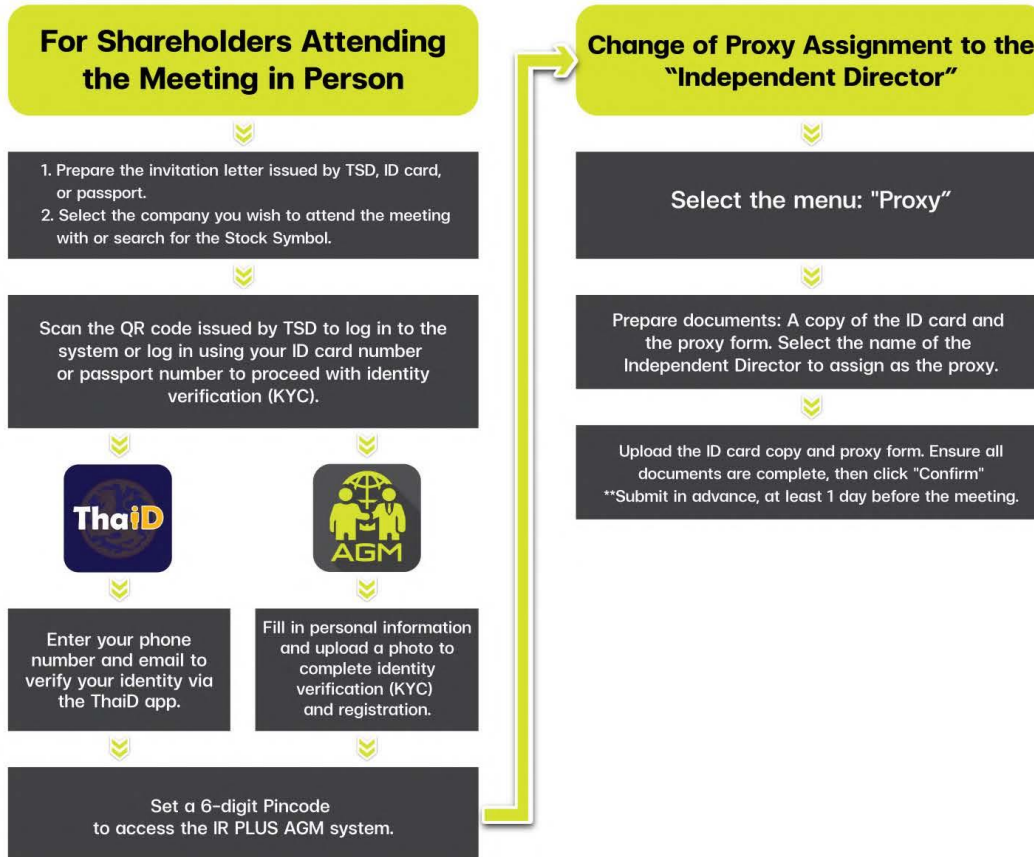 For Shareholders Attending
the Meeting in Person
1. Prepare the invitation letter issued by TSD, ID card,
or passport.
2. Select the company you wish to attend the meeting
with or search for the Stock Symbol.
Scan the QR code issued by TSD to log in to the
system or log in using your ID card number
or passport number to proceed with identity
verification (KYC).
ThaiD
AGM
Enter your phone
number and email to
verify your identity via
the ThaiD app.
Fill in personal information
and upload a photo to
complete identity
verification (KYC)
and registration.
Set a 6-digit Pincode
to access the IR PLUS AGM system.
Change of Proxy Assignment to the
"Independent Director"
Select the menu: "Proxy"
Prepare documents: A copy of the ID card and
the proxy form. Select the name of the
Independent Director to assign as the proxy.
Upload the ID card copy and proxy form. Ensure all
documents are complete, then click "Confirm"
**Submit in advance, at least 1 day before the meeting.